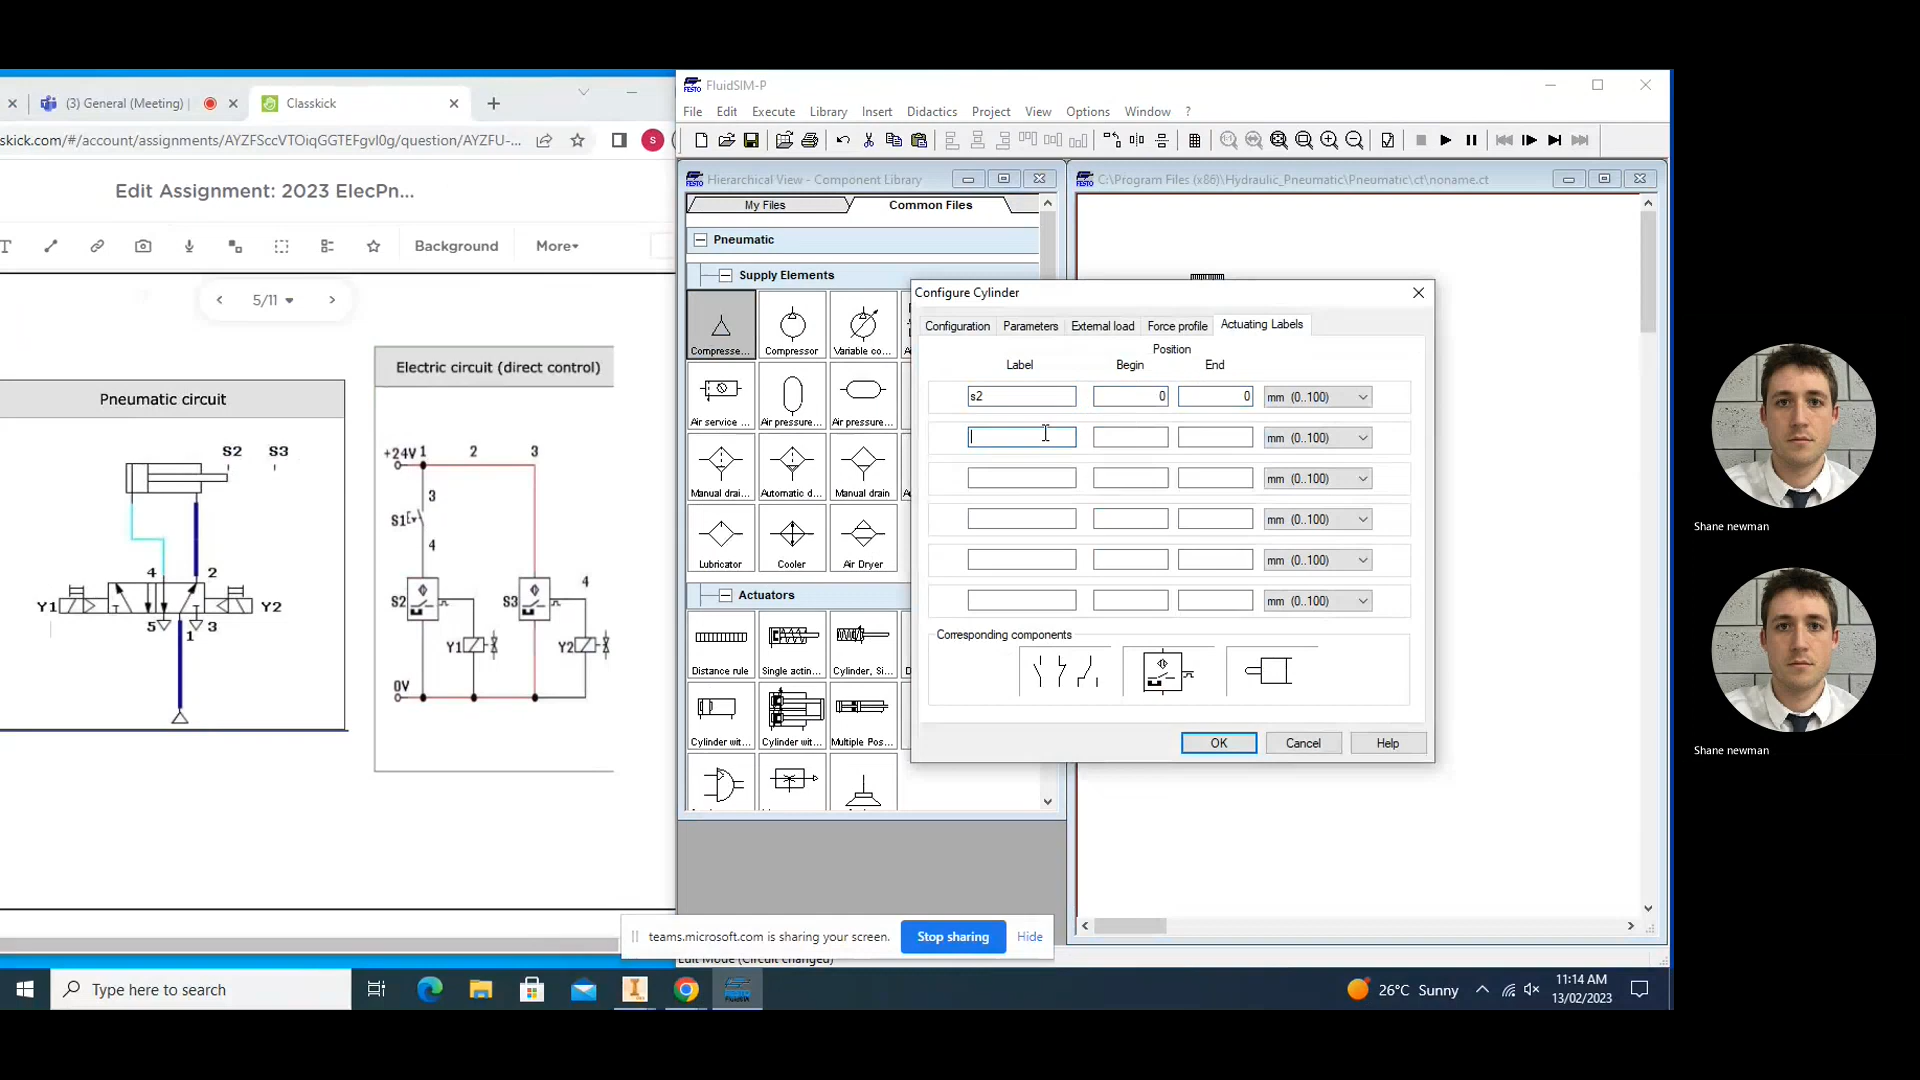 (3) General (Meeting)
Classkick
skick.com/#/account/assignments/AYZFSccVTOiqGGTEFgvl0g/question/AYZFU-...
s
Edit Assignment: 2023 ElecPn...
T
Background
More
5/11
Pneumatic circuit
S2 S3
4 2
Y1 Y2
5 1 3
Electric circuit (direct control)
+24V 1 2 3
3
S1
4
4
S2 S3
Y1 Y2
0V
FESTO FluidSIM-P
File Edit Execute Library Insert Didactics Project View Options Window ?
FESTO Hierarchical View - Component Library
My Files Common Files
Pneumatic
Supply Elements
Compresse... Compressor Variable co...
Air service ... Air pressure... Air pressure...
Manual drai... Automatic d... Manual drain
Lubricator Cooler Air Dryer
Actuators
Distance rule Single actin... Cylinder, Si...
Cylinder wit... Cylinder wit... Multiple Pos...
FESTO C:\Program Files (x86)\Hydraulic_Pneumatic\Pneumatic\ct\noname.ct
Configure Cylinder
Configuration Parameters External load Force profile Actuating Labels
Position
Label Begin End
s2 0 0 mm (0..100)
mm (0..100)
mm (0..100)
mm (0..100)
mm (0..100)
mm (0..100)
Corresponding components
OK Cancel Help
teams.microsoft.com is sharing your screen. Stop sharing Hide
Edit Mode (Circuit Changed)
Type here to search
26°C Sunny
11:14 AM
13/02/2023
Shane newman
Shane newman